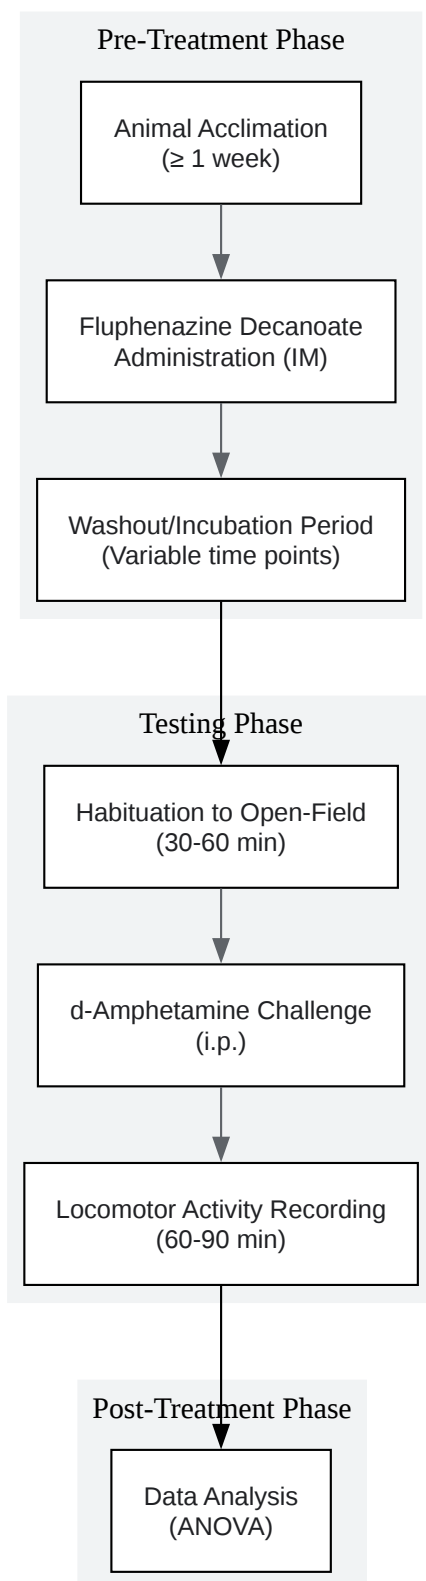 Pre-Treatment Phase
Animal Acclimation
(≥ 1 week)
Fluphenazine Decanoate
Administration (IM)
Washout/Incubation Period
(Variable time points)
Testing Phase
Habituation to Open-Field
(30-60 min)
d-Amphetamine Challenge
(i.p.)
Locomotor Activity Recording
(60-90 min)
Post-Treatment Phase
Data Analysis
(ANOVA)